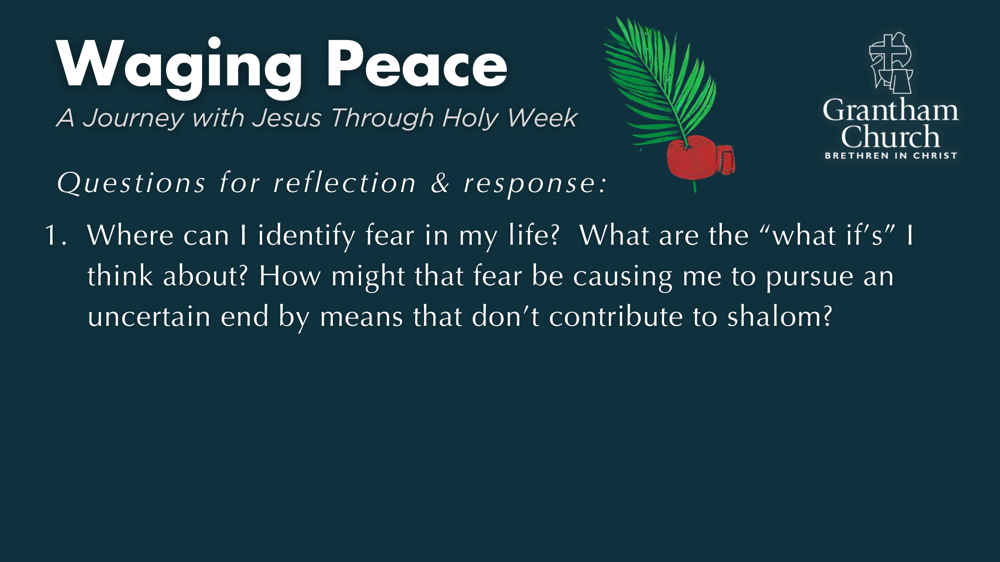 Waging Peace
A Journey with Jesus Through Holy Week
Grantham
Church
BRETHREN IN CHRIST
Questions for reflection & response:
1. Where can I identify fear in my life?  What are the “what if’s” I
think about? How might that fear be causing me to pursue an
uncertain end by means that don’t contribute to shalom?